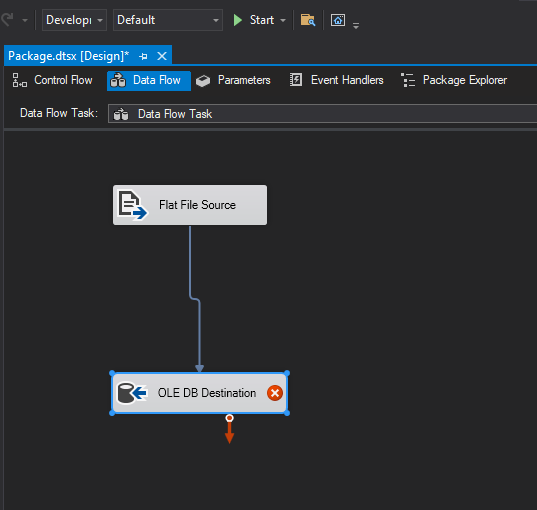 Developı Default Start
Package.dtsx [Design]*
Control Flow Data Flow Parameters Event Handlers Package Explorer
Data Flow Task: Data Flow Task
Flat File Source
OLE DB Destination